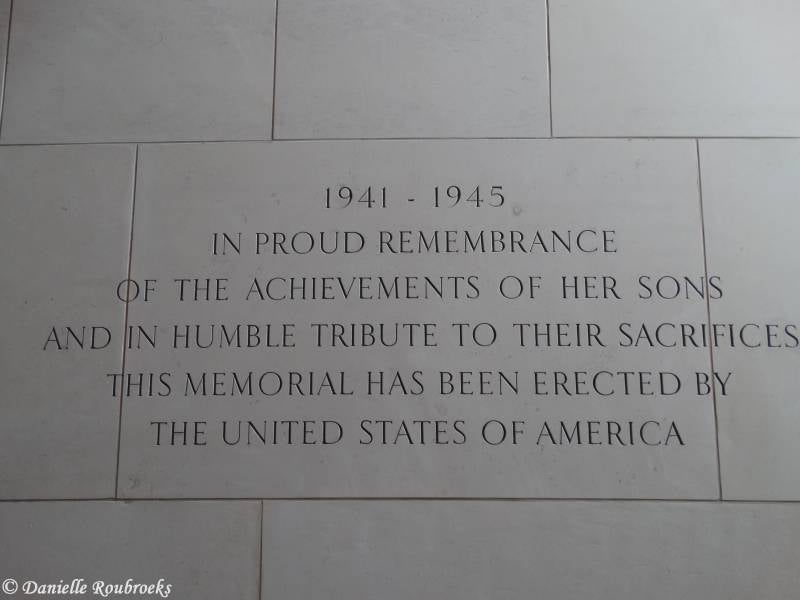 1941 - 1945
IN PROUD REMEMBRANCE
OF THE ACHIEVEMENTS OF HER SONS
AND IN HUMBLE TRIBUTE TO THEIR SACRIFICES
THIS MEMORIAL HAS BEEN ERECTED BY
THE UNITED STATES OF AMERICA
© Danielle Roubroeks